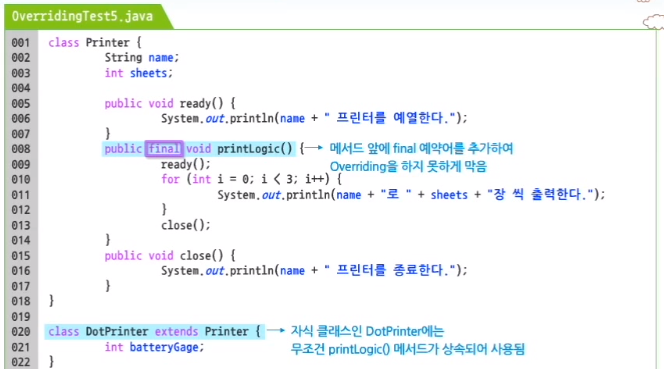 OverridingTest5.java
001 class Printer {
002 String name;
003 int sheets;
004
005 public void ready() {
006 System.out.println(name + " 프린터를 예열한다.");
007 }
008 public final void printLogic() { → 메서드 앞에 final 예약어를 추가하여
Overriding을 하지 못하게 막음
009 ready();
010 for (int i = 0; i < 3; i++) {
011 System.out.println(name + "로 " + sheets + "장 씩 출력한다.");
012 }
013 close();
014 }
015 public void close() {
016 System.out.println(name + " 프린터를 종료한다.");
017 }
018 }
019
020 class DotPrinter extends Printer { → 자식 클래스인 DotPrinter에는
021 int batteryGage; 무조건 printLogic() 메서드가 상속되어 사용됨
022 }